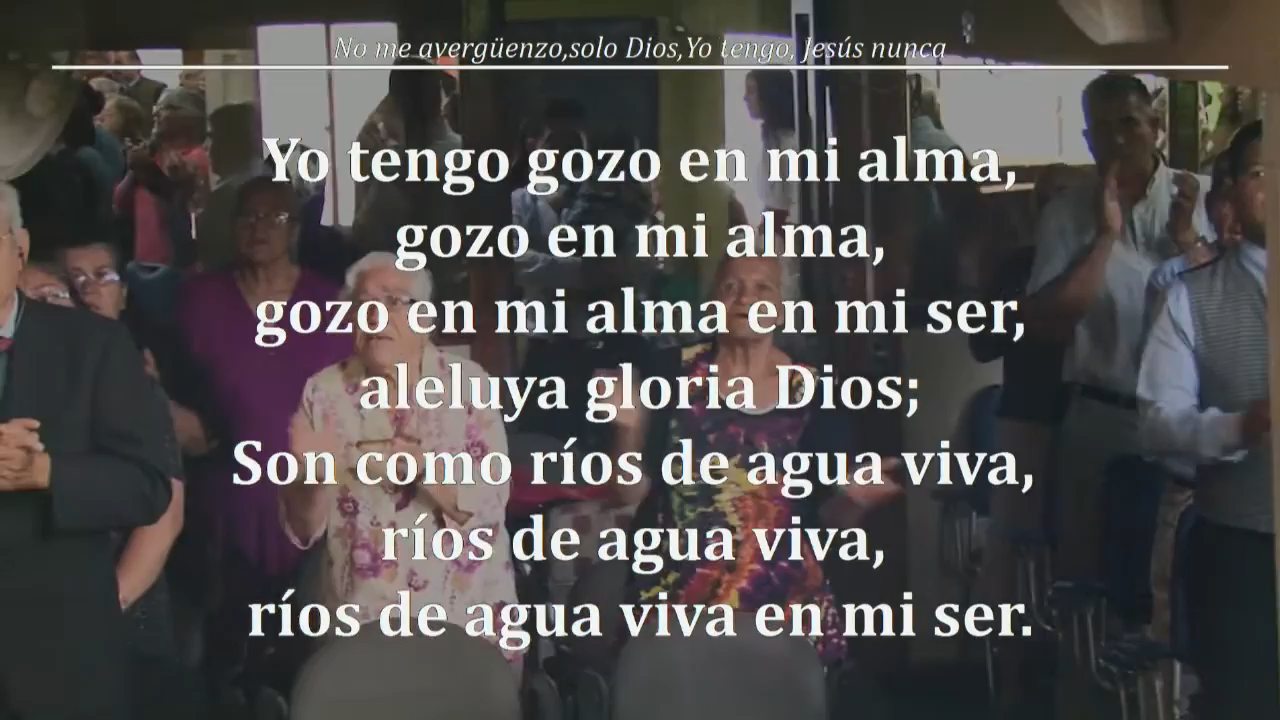 No me avergüenzo,solo Dios,Yo tengo, Jesús nunca
Yo tengo gozo en mi alma,
gozo en mi alma,
gozo en mi alma en mi ser,
aleluya gloria Dios;
Son como ríos de agua viva,
ríos de agua viva,
ríos de agua viva en mi ser.